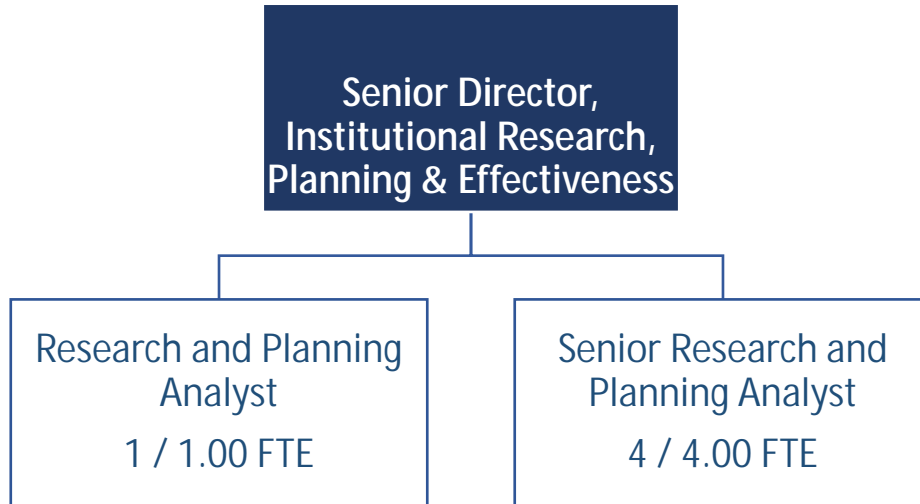 Senior Director,
Institutional Research,
Planning & Effectiveness
Research and Planning
Analyst
1 / 1.00 FTE
Senior Research and
Planning Analyst
4 / 4.00 FTE